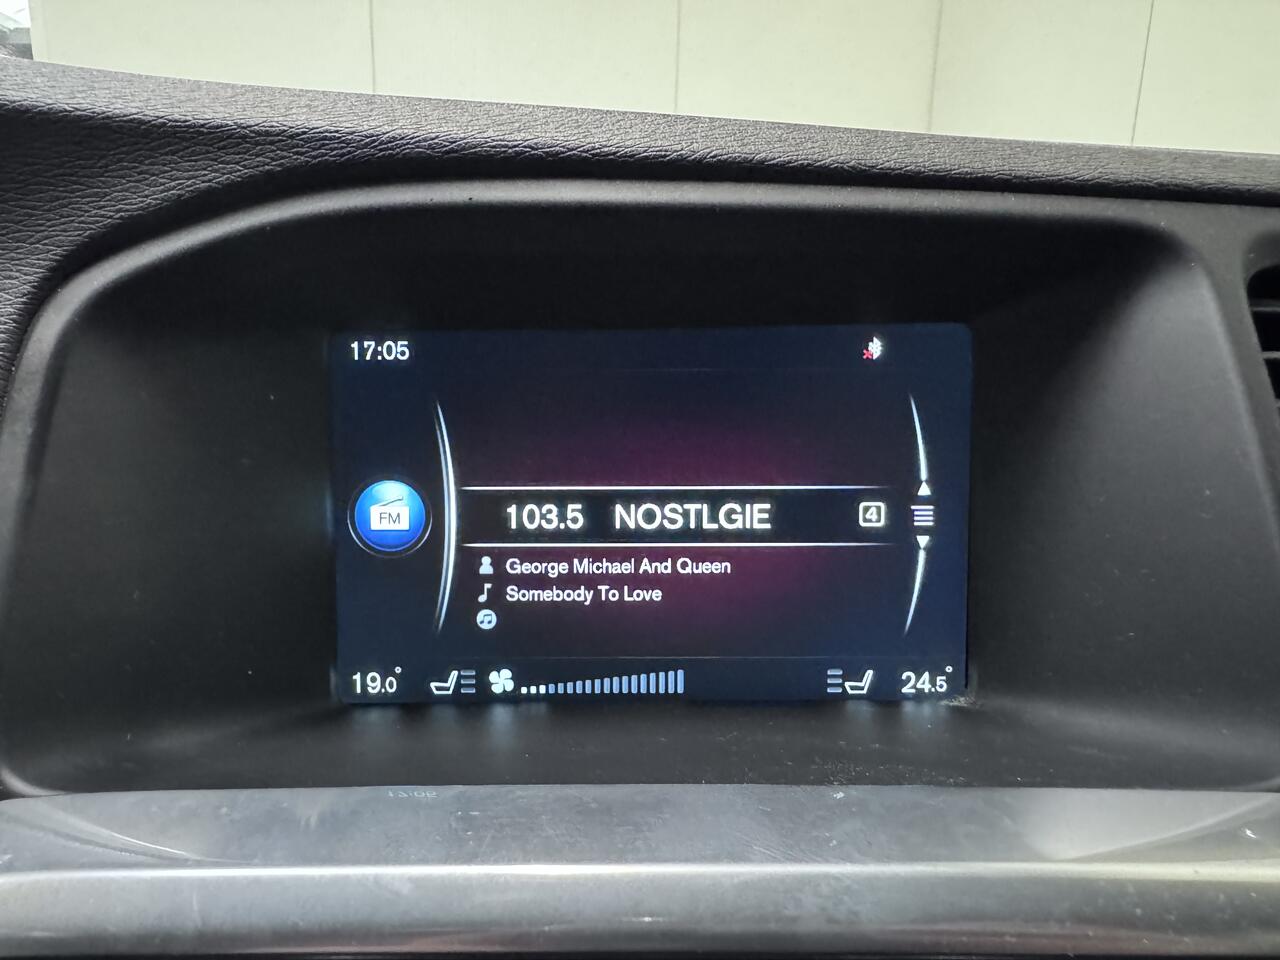 17:05
FM
103.5 NOSTLGIE 4
George Michael And Queen
Somebody To Love
19.0° 24.5°